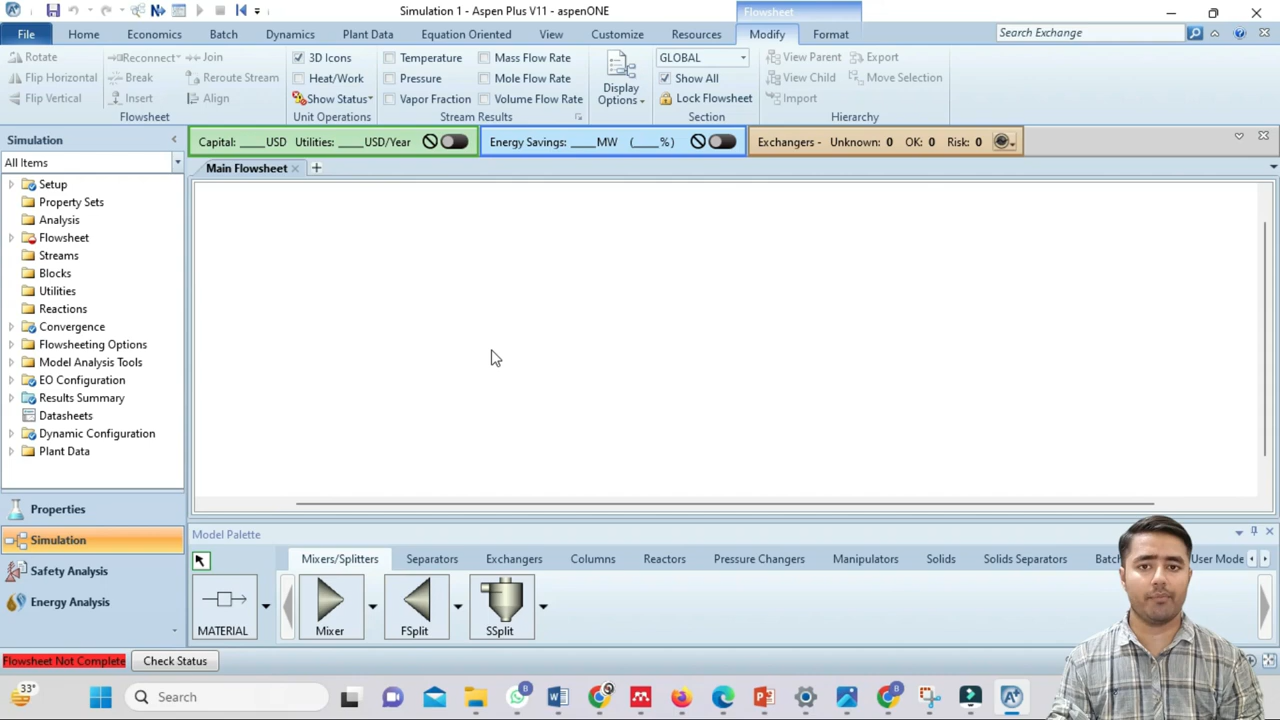 Simulation 1 - Aspen Plus V11 - aspenONE
Flowsheet
File Home Economics Batch Dynamics Plant Data Equation Oriented View Customize Resources Modify Format Search Exchange
Rotate Reconnect Join 3D Icons Temperature Mass Flow Rate GLOBAL View Parent Export
Flip Horizontal Break Reroute Stream Heat/Work Pressure Mole Flow Rate Display Show All View Child Move Selection
Flip Vertical Insert Align Show Status Vapor Fraction Volume Flow Rate Options Lock Flowsheet Import
Flowsheet Unit Operations Stream Results Section Hierarchy
Simulation Capital: ____USD Utilities: ____USD/Year Energy Savings: ____MW (____%) Exchangers - Unknown: 0 OK: 0 Risk: 0
All Items Main Flowsheet +
Setup
Property Sets
Analysis
Flowsheet
Streams
Blocks
Utilities
Reactions
Convergence
Flowsheeting Options
Model Analysis Tools
EO Configuration
Results Summary
Datasheets
Dynamic Configuration
Plant Data
Properties
Simulation
Safety Analysis
Energy Analysis
Model Palette
Mixers/Splitters Separators Exchangers Columns Reactors Pressure Changers Manipulators Solids Solids Separators Batc User Mode
MATERIAL Mixer FSplit SSplit
Flowsheet Not Complete Check Status
33° Search